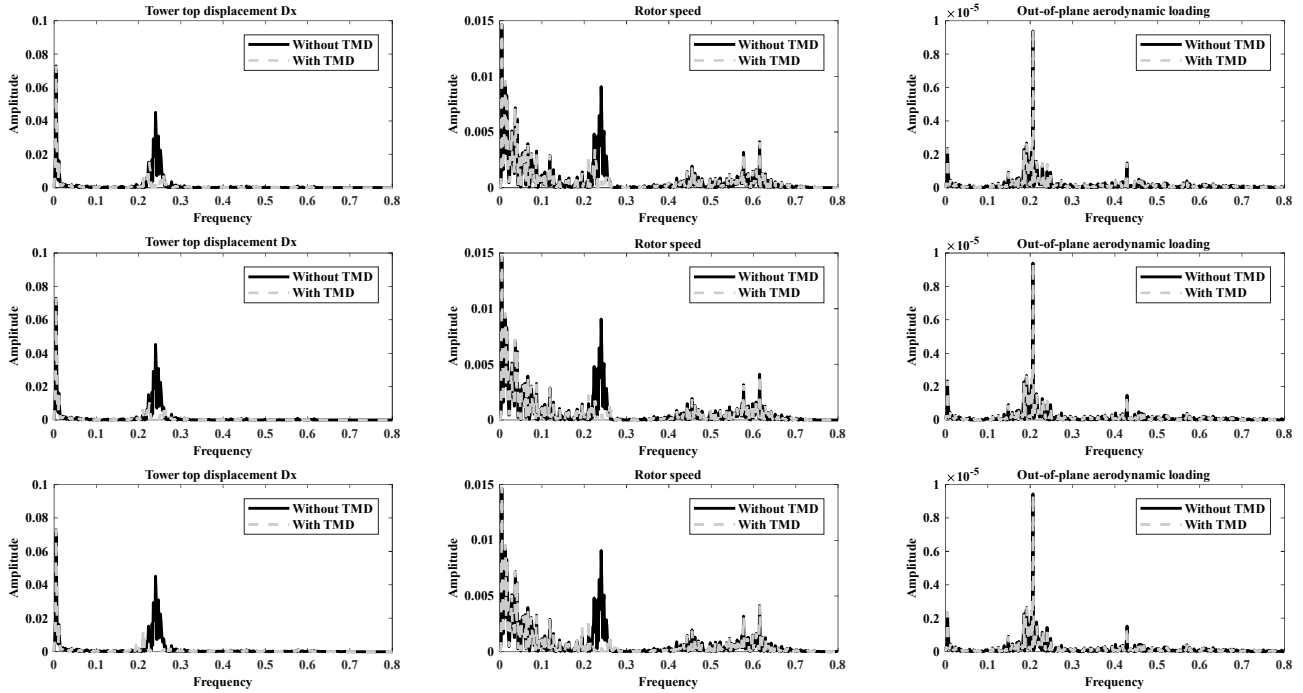 Tower top displacement Dx
0.1
0.08
0.06
0.04
0.02
0
Amplitude
Without TMD
With TMD
0 0.1 0.2 0.3 0.4 0.5 0.6 0.7 0.8
Frequency
Rotor speed
0.015
0.01
0.005
0
Amplitude
Without TMD
With TMD
0 0.1 0.2 0.3 0.4 0.5 0.6 0.7 0.8
Frequency
Out-of-plane aerodynamic loading
×10⁻⁵
1
0.8
0.6
0.4
0.2
0
Amplitude
Without TMD
With TMD
0 0.1 0.2 0.3 0.4 0.5 0.6 0.7 0.8
Frequency
Tower top displacement Dx
0.1
0.08
0.06
0.04
0.02
0
Amplitude
Without TMD
With TMD
0 0.1 0.2 0.3 0.4 0.5 0.6 0.7 0.8
Frequency
Rotor speed
0.015
0.01
0.005
0
Amplitude
Without TMD
With TMD
0 0.1 0.2 0.3 0.4 0.5 0.6 0.7 0.8
Frequency
Out-of-plane aerodynamic loading
×10⁻⁵
1
0.8
0.6
0.4
0.2
0
Amplitude
Without TMD
With TMD
0 0.1 0.2 0.3 0.4 0.5 0.6 0.7 0.8
Frequency
Tower top displacement Dx
0.1
0.08
0.06
0.04
0.02
0
Amplitude
Without TMD
With TMD
0 0.1 0.2 0.3 0.4 0.5 0.6 0.7 0.8
Frequency
Rotor speed
0.015
0.01
0.005
0
Amplitude
Without TMD
With TMD
0 0.1 0.2 0.3 0.4 0.5 0.6 0.7 0.8
Frequency
Out-of-plane aerodynamic loading
×10⁻⁵
1
0.8
0.6
0.4
0.2
0
Amplitude
Without TMD
With TMD
0 0.1 0.2 0.3 0.4 0.5 0.6 0.7 0.8
Frequency